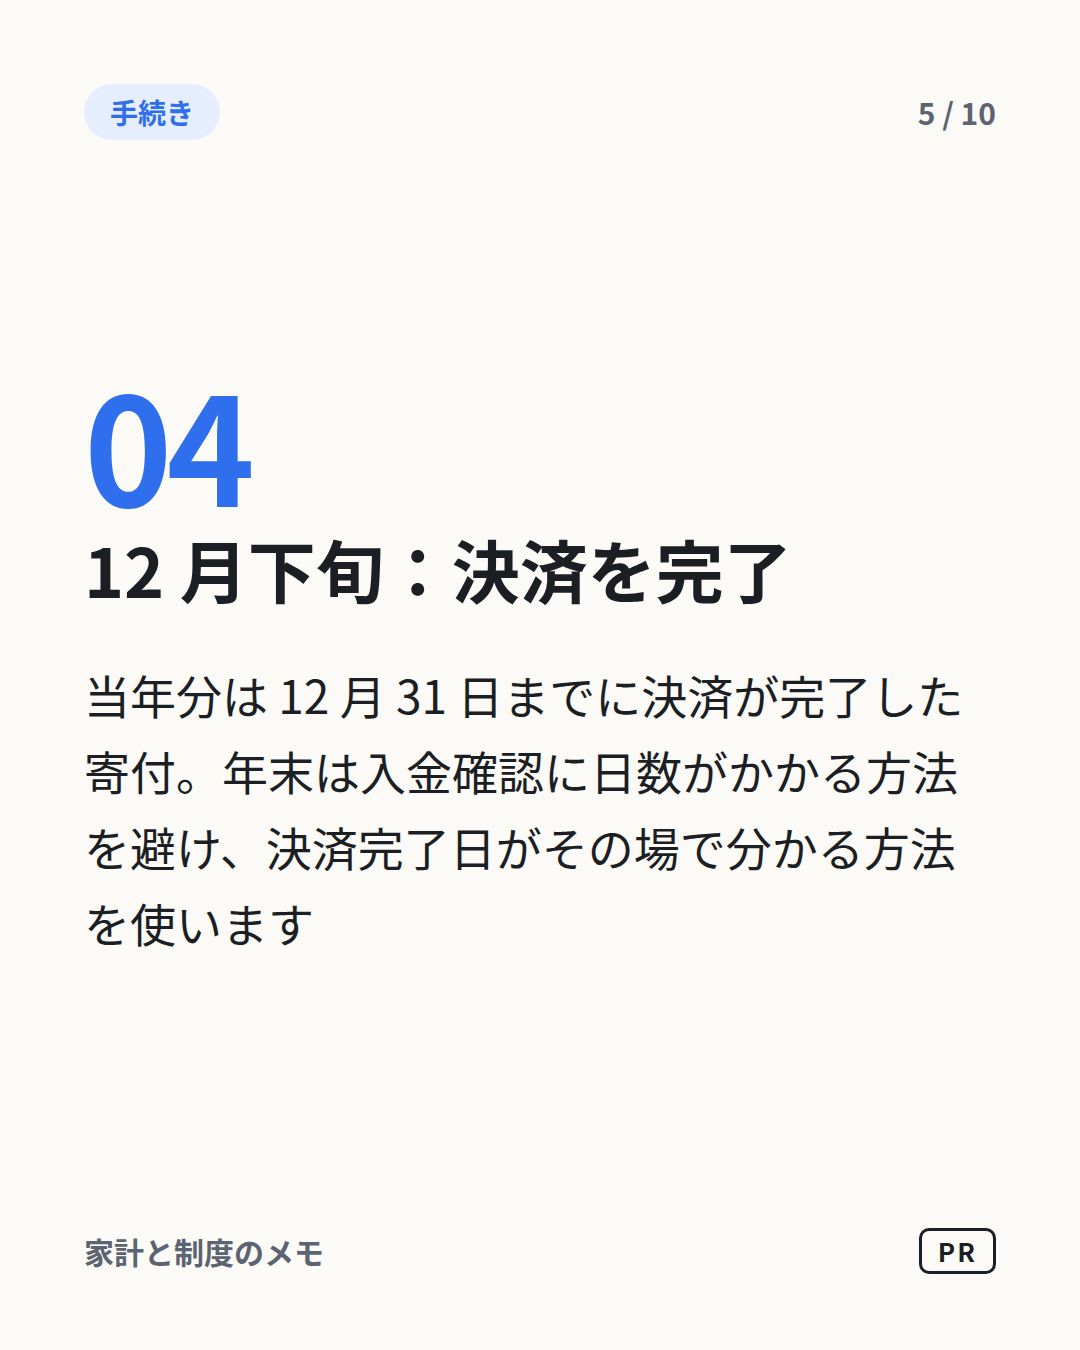 手続き
5 / 10
04
12 月下旬：決済を完了
当年分は 12 月 31 日までに決済が完了した
寄付。年末は入金確認に日数がかかる方法
を避け、決済完了日がその場で分かる方法
を使います
家計と制度のメモ
PR